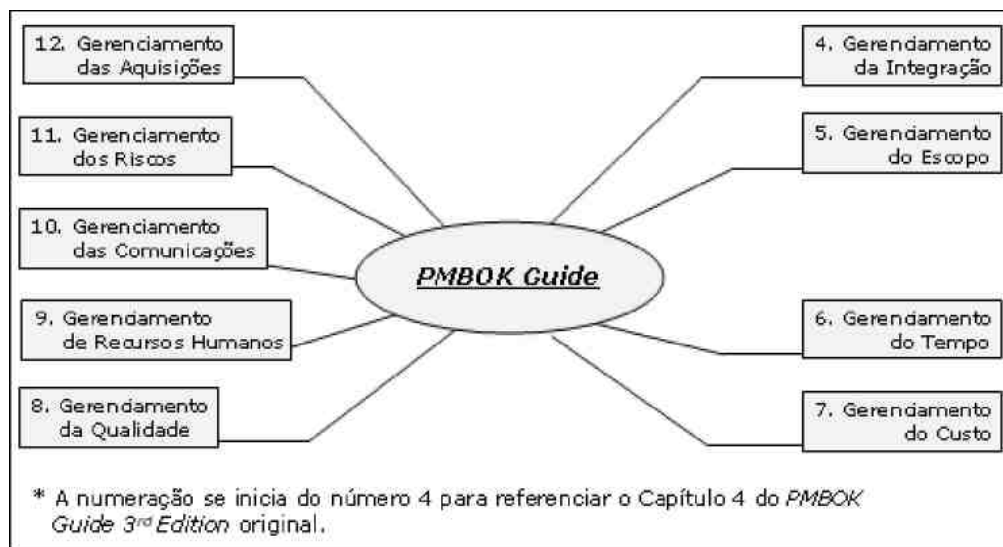 12. Gerenciamento
das Aquisições
4. Gerenciamento
da Integração
11. Gerenciamento
dos Riscos
5. Gerenciamento
do Escopo
10. Gerenciamento
das Comunicações
PMBOK Guide
9. Gerenciamento
de Recursos Humanos
6. Gerenciamento
do Tempo
8. Gerenciamento
da Qualidade
7. Gerenciamento
do Custo
* A numeração se inicia do número 4 para referenciar o Capítulo 4 do PMBOK
Guide 3rd Edition original.